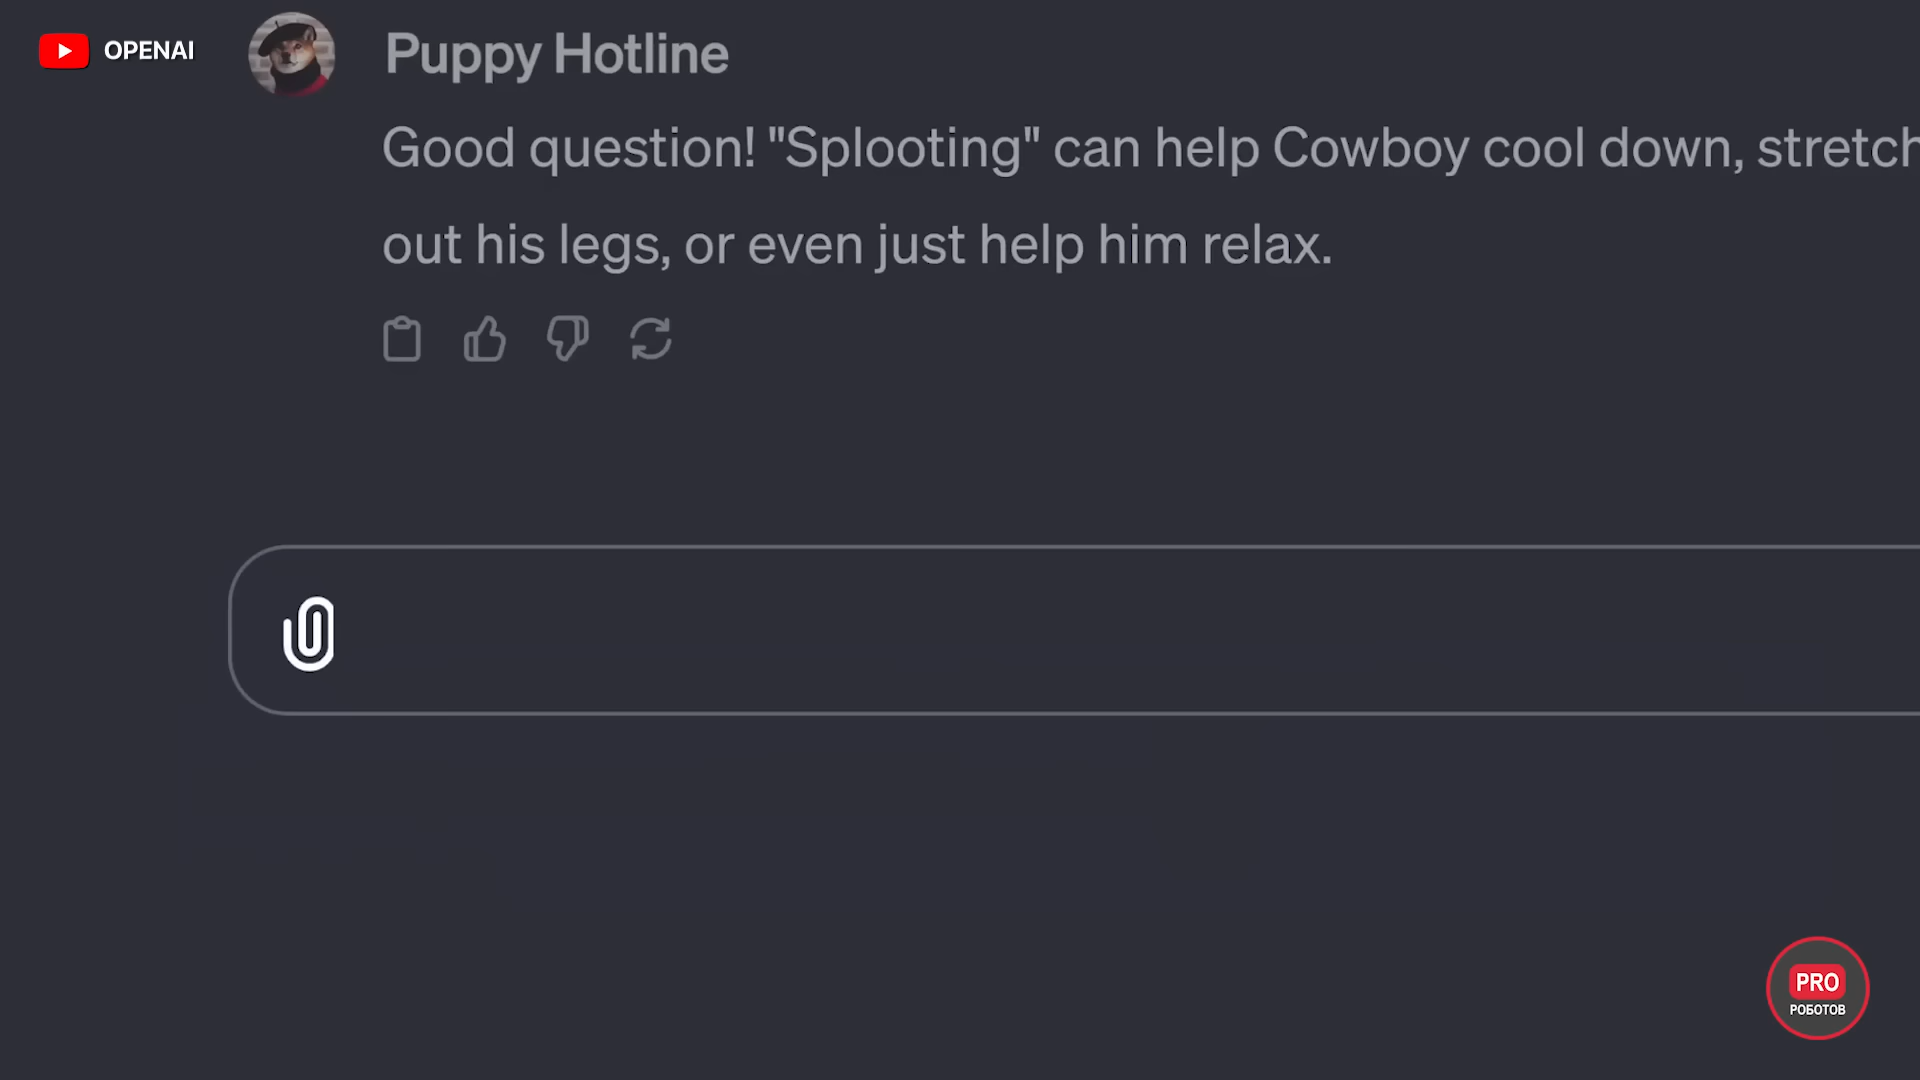 OPENAI
Puppy Hotline
Good question! "Splooting" can help Cowboy cool down, stretch
out his legs, or even just help him relax.
PRO
РОБОТОВ